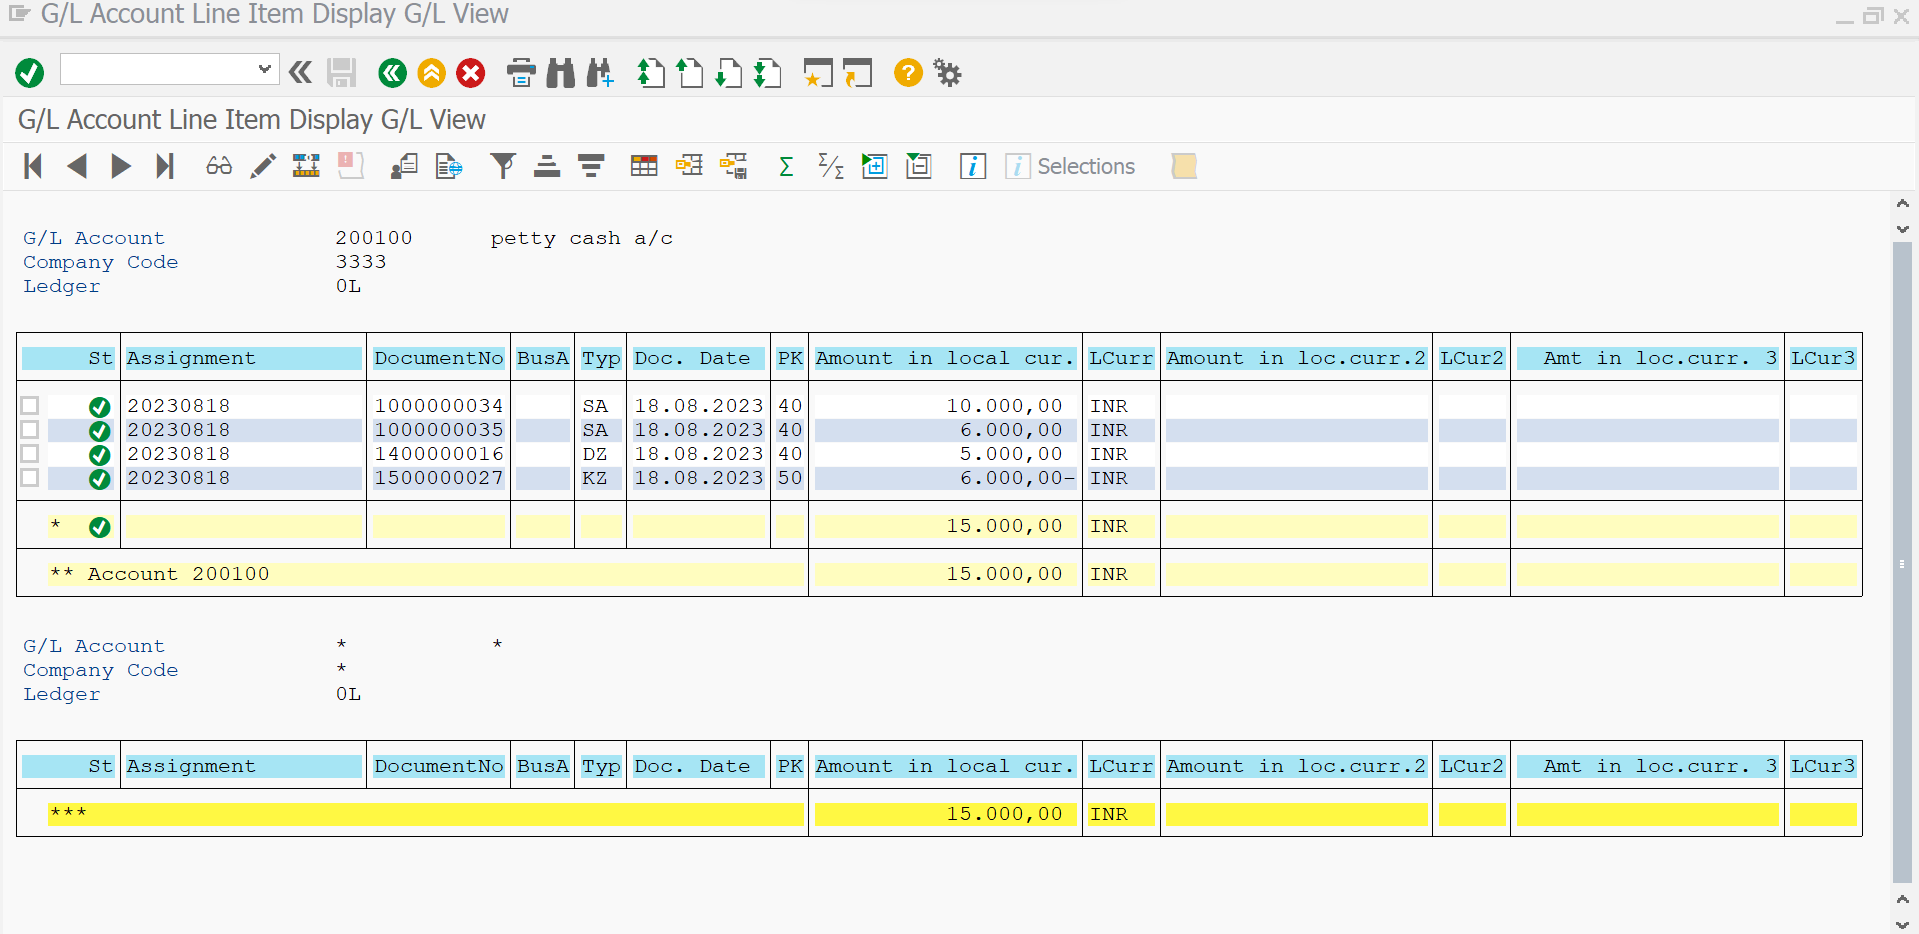 G/L Account Line Item Display G/L View
G/L Account Line Item Display G/L View
Selections
G/L Account 200100 petty cash a/c
Company Code 3333
Ledger 0L
St Assignment DocumentNo BusA Typ Doc. Date PK Amount in local cur. LCurr Amount in loc.curr.2 LCur2 Amt in loc.curr. 3 LCur3
20230818 1000000034 SA 18.08.2023 40 10.000,00 INR
20230818 1000000035 SA 18.08.2023 40 6.000,00 INR
20230818 1400000016 DZ 18.08.2023 40 5.000,00 INR
20230818 1500000027 KZ 18.08.2023 50 6.000,00- INR
* 15.000,00 INR
** Account 200100 15.000,00 INR
G/L Account * *
Company Code *
Ledger 0L
St Assignment DocumentNo BusA Typ Doc. Date PK Amount in local cur. LCurr Amount in loc.curr.2 LCur2 Amt in loc.curr. 3 LCur3
*** 15.000,00 INR